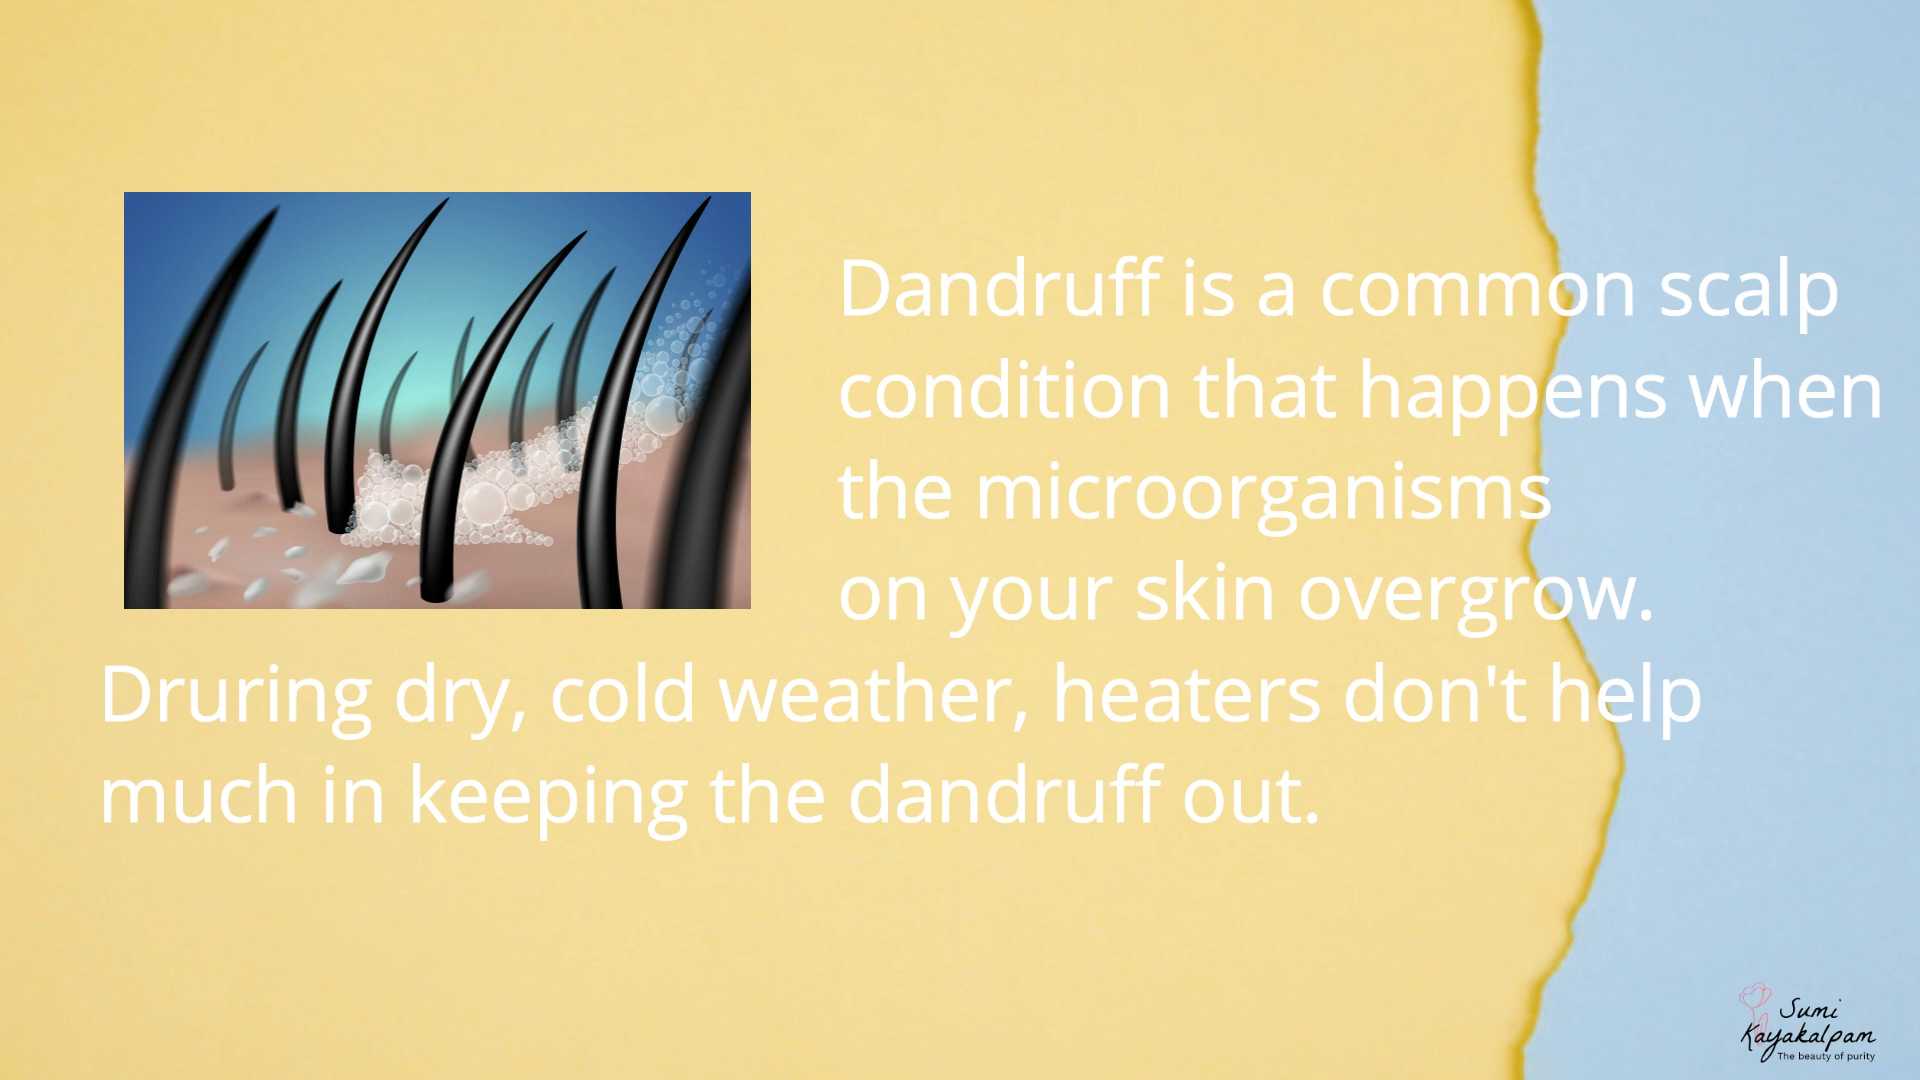 Dandruff is a common scalp
condition that happens when
the microorganisms
on your skin overgrow.
Druring dry, cold weather, heaters don't help
much in keeping the dandruff out.
Sumi
Kayakalpam
The beauty of purity